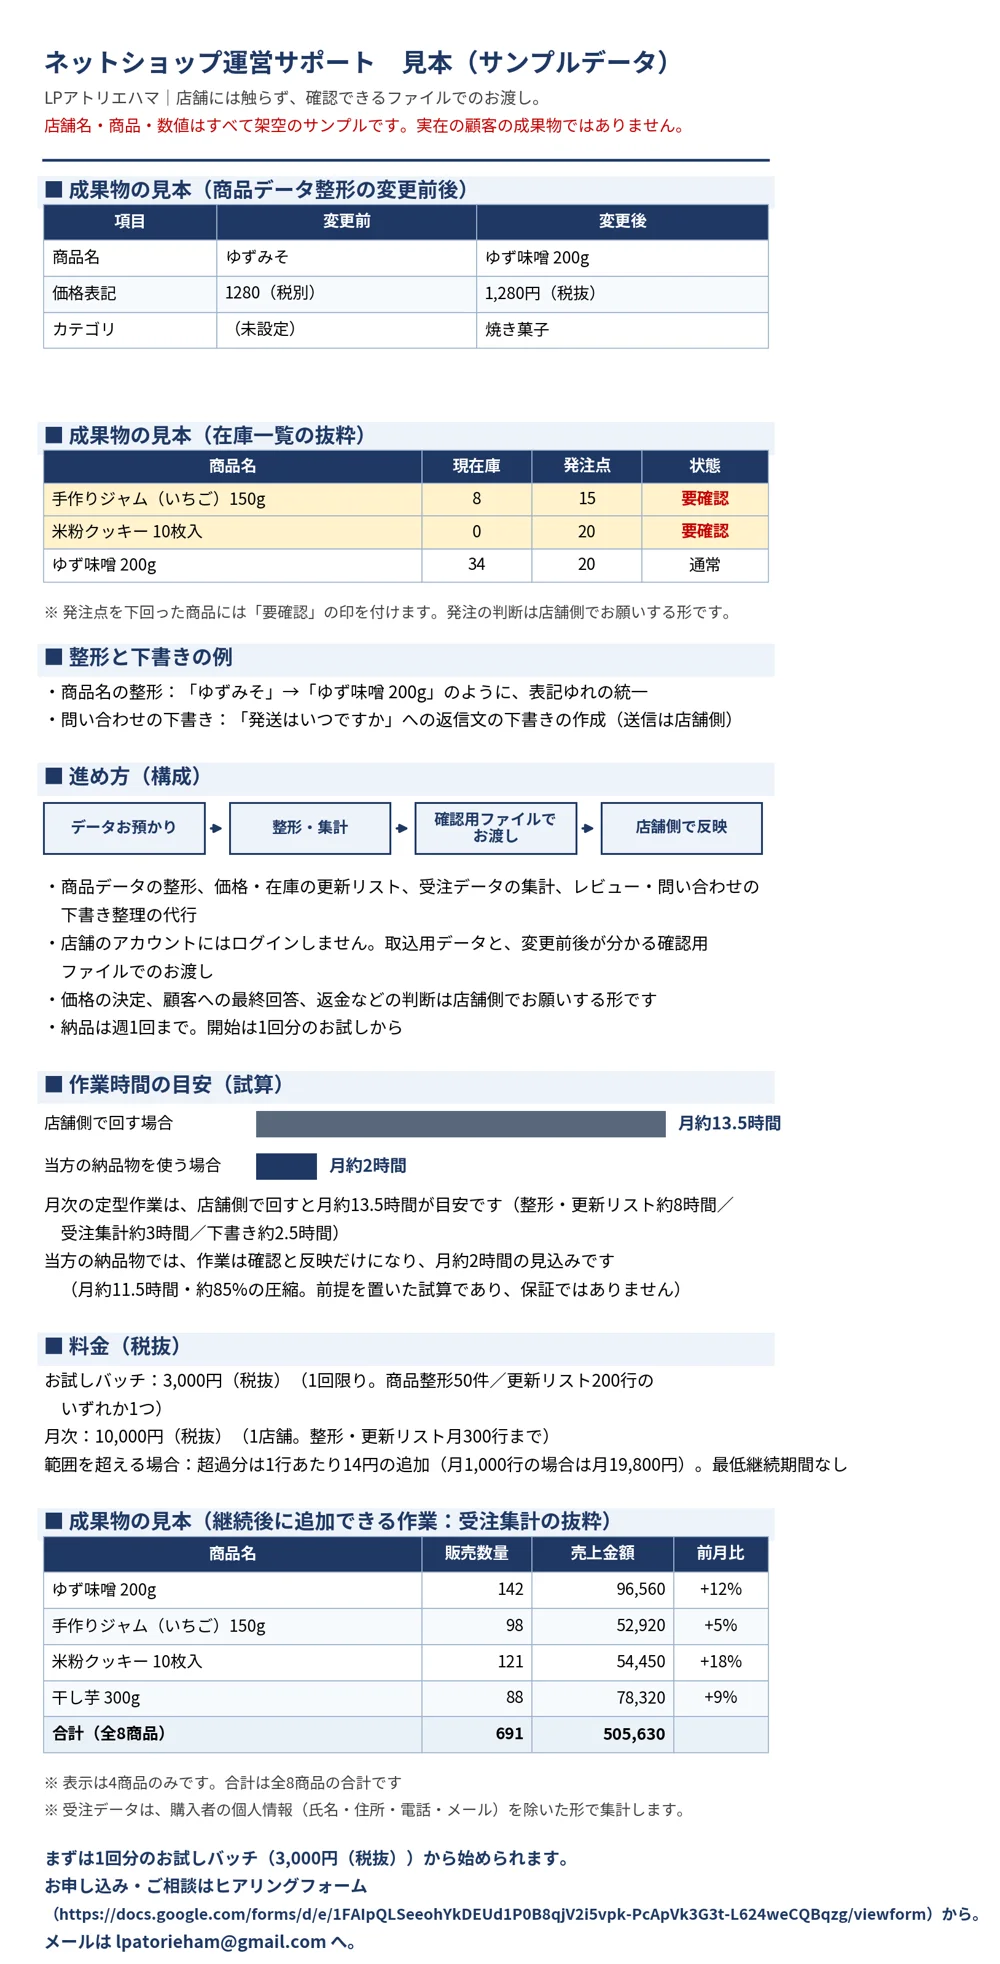 ネットショップ運営サポート　見本（サンプルデータ）
LPアトリエハマ｜店舗には触らず、確認できるファイルでのお渡し。
店舗名・商品・数値はすべて架空のサンプルです。実在の顧客の成果物ではありません。
■ 成果物の見本（商品データ整形の変更前後）
項目 変更前 変更後
商品名 ゆずみそ ゆず味噌 200g
価格表記 1280（税別） 1,280円（税抜）
カテゴリ （未設定） 焼き菓子
■ 成果物の見本（在庫一覧の抜粋）
商品名 現在庫 発注点 状態
手作りジャム（いちご）150g 8 15 要確認
米粉クッキー 10枚入 0 20 要確認
ゆず味噌 200g 34 20 通常
※ 発注点を下回った商品には「要確認」の印を付けます。発注の判断は店舗側でお願いする形です。
■ 整形と下書きの例
・商品名の整形：「ゆずみそ」→「ゆず味噌 200g」のように、表記ゆれの統一
・問い合わせの下書き：「発送はいつですか」への返信文の下書きの作成（送信は店舗側）
■ 進め方（構成）
データお預かり 整形・集計 確認用ファイルで
お渡し 店舗側で反映
・商品データの整形、価格・在庫の更新リスト、受注データの集計、レビュー・問い合わせの
下書き整理の代行
・店舗のアカウントにはログインしません。取込用データと、変更前後が分かる確認用
ファイルでのお渡し
・価格の決定、顧客への最終回答、返金などの判断は店舗側でお願いする形です
・納品は週1回まで。開始は1回分のお試しから
■ 作業時間の目安（試算）
店舗側で回す場合 月約13.5時間
当方の納品物を使う場合 月約2時間
月次の定型作業は、店舗側で回すと月約13.5時間が目安です（整形・更新リスト約8時間／
受注集計約3時間／下書き約2.5時間）
当方の納品物では、作業は確認と反映だけになり、月約2時間の見込みです
（月約11.5時間・約85%の圧縮。前提を置いた試算であり、保証ではありません）
■ 料金（税抜）
お試しバッチ：3,000円（税抜）（1回限り。商品整形50件／更新リスト200行の
いずれか1つ）
月次：10,000円（税抜）（1店舗。整形・更新リスト月300行まで）
範囲を超える場合：超過分は1行あたり14円の追加（月1,000行の場合は月19,800円）。最低継続期間なし
■ 成果物の見本（継続後に追加できる作業：受注集計の抜粋）
商品名 販売数量 売上金額 前月比
ゆず味噌 200g 142 96,560 +12%
手作りジャム（いちご）150g 98 52,920 +5%
米粉クッキー 10枚入 121 54,450 +18%
干し芋 300g 88 78,320 +9%
合計（全8商品） 691 505,630
※ 表示は4商品のみです。合計は全8商品の合計です
※ 受注データは、購入者の個人情報（氏名・住所・電話・メール）を除いた形で集計します。
まずは1回分のお試しバッチ（3,000円（税抜））から始められます。
お申し込み・ご相談はヒアリングフォーム
（https://docs.google.com/forms/d/e/1FAIpQLSeeohYkDEUd1P0B8qjV2i5vpk-PcApVk3G3t-L624weCQBqzg/viewform）から。
メールは lpatorieham@gmail.com へ。